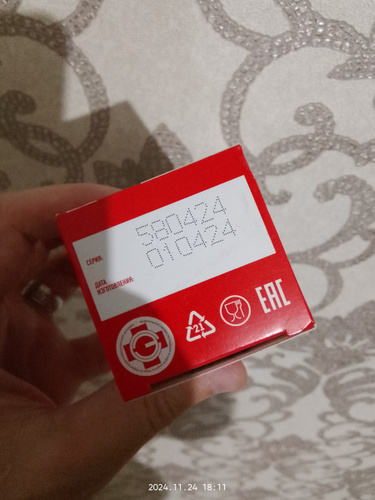 СЕРИЯ:
580424
ДАТА
ИЗГОТОВЛЕНИЯ:
010424
21
EAC
2024.11.24 18:11